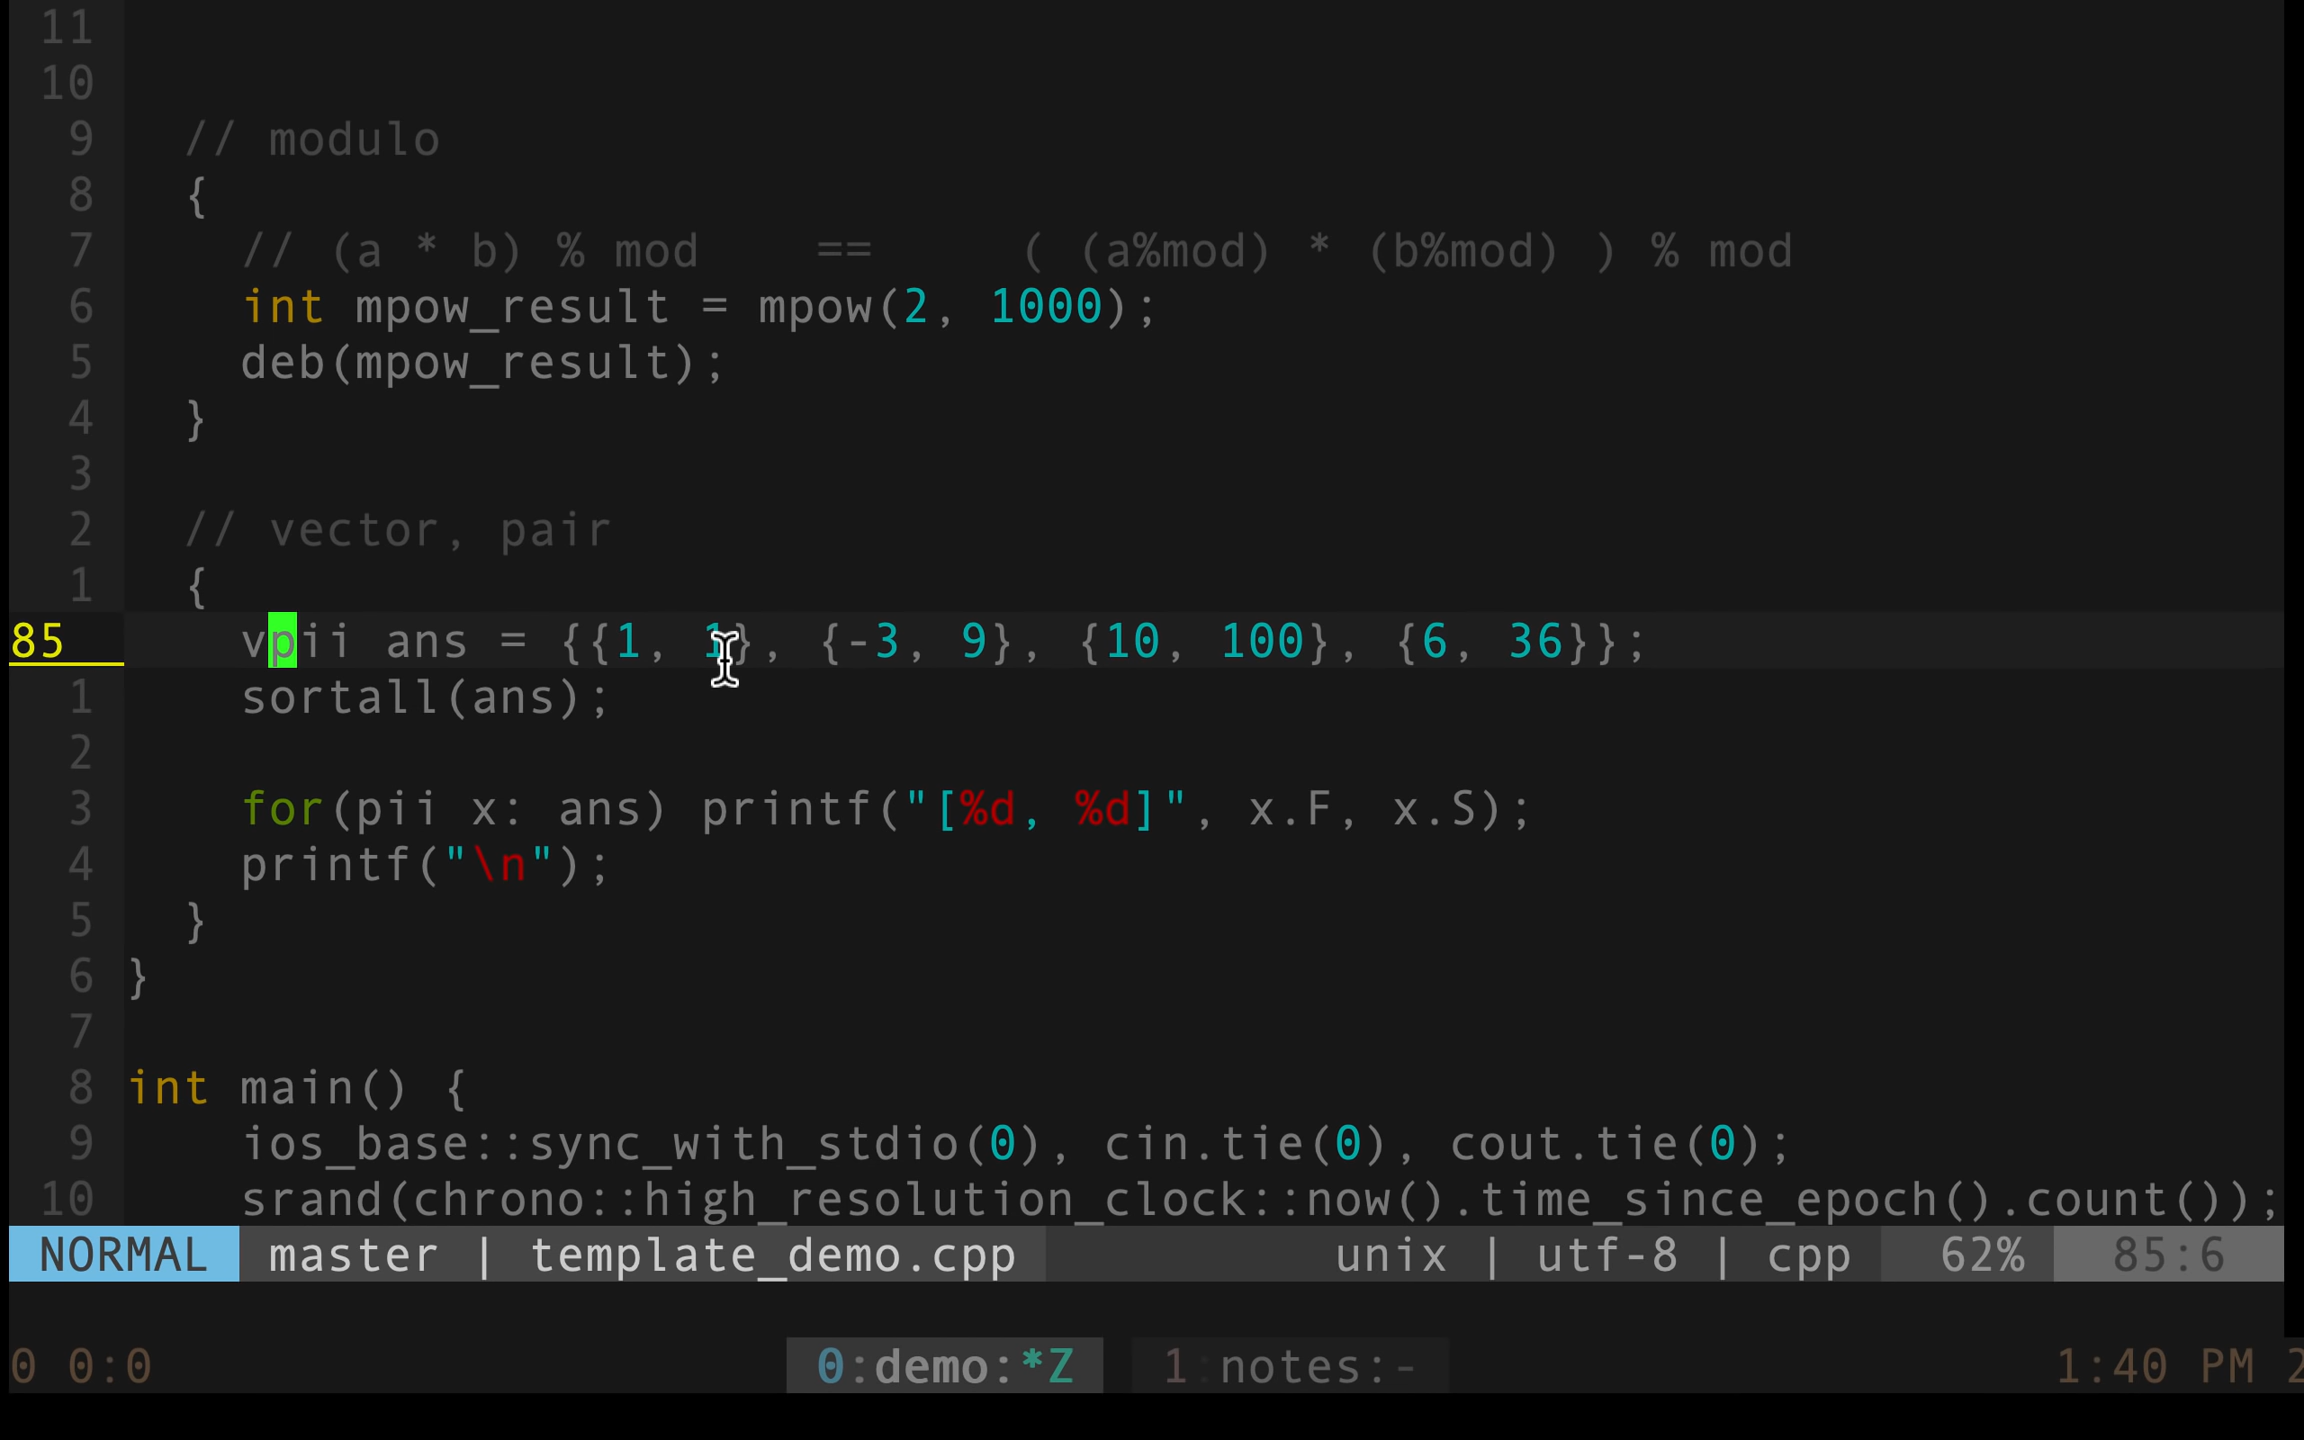 11
10
9 // modulo
8 {
7 // (a * b) % mod == ( (a%mod) * (b%mod) ) % mod
6 int mpow_result = mpow(2, 1000);
5 deb(mpow_result);
4 }
3
2 // vector, pair
1 {
85 vpii ans = {{1, 1}, {-3, 9}, {10, 100}, {6, 36}};
1 sortall(ans);
2
3 for(pii x: ans) printf("[%d, %d]", x.F, x.S);
4 printf("\n");
5 }
6 }
7
8 int main() {
9 ios_base::sync_with_stdio(0), cin.tie(0), cout.tie(0);
10 srand(chrono::high_resolution_clock::now().time_since_epoch().count());
NORMAL master | template_demo.cpp unix | utf-8 | cpp 62% 85:6
0 0:0 0:demo:*Z 1:notes:- 1:40 PM 2